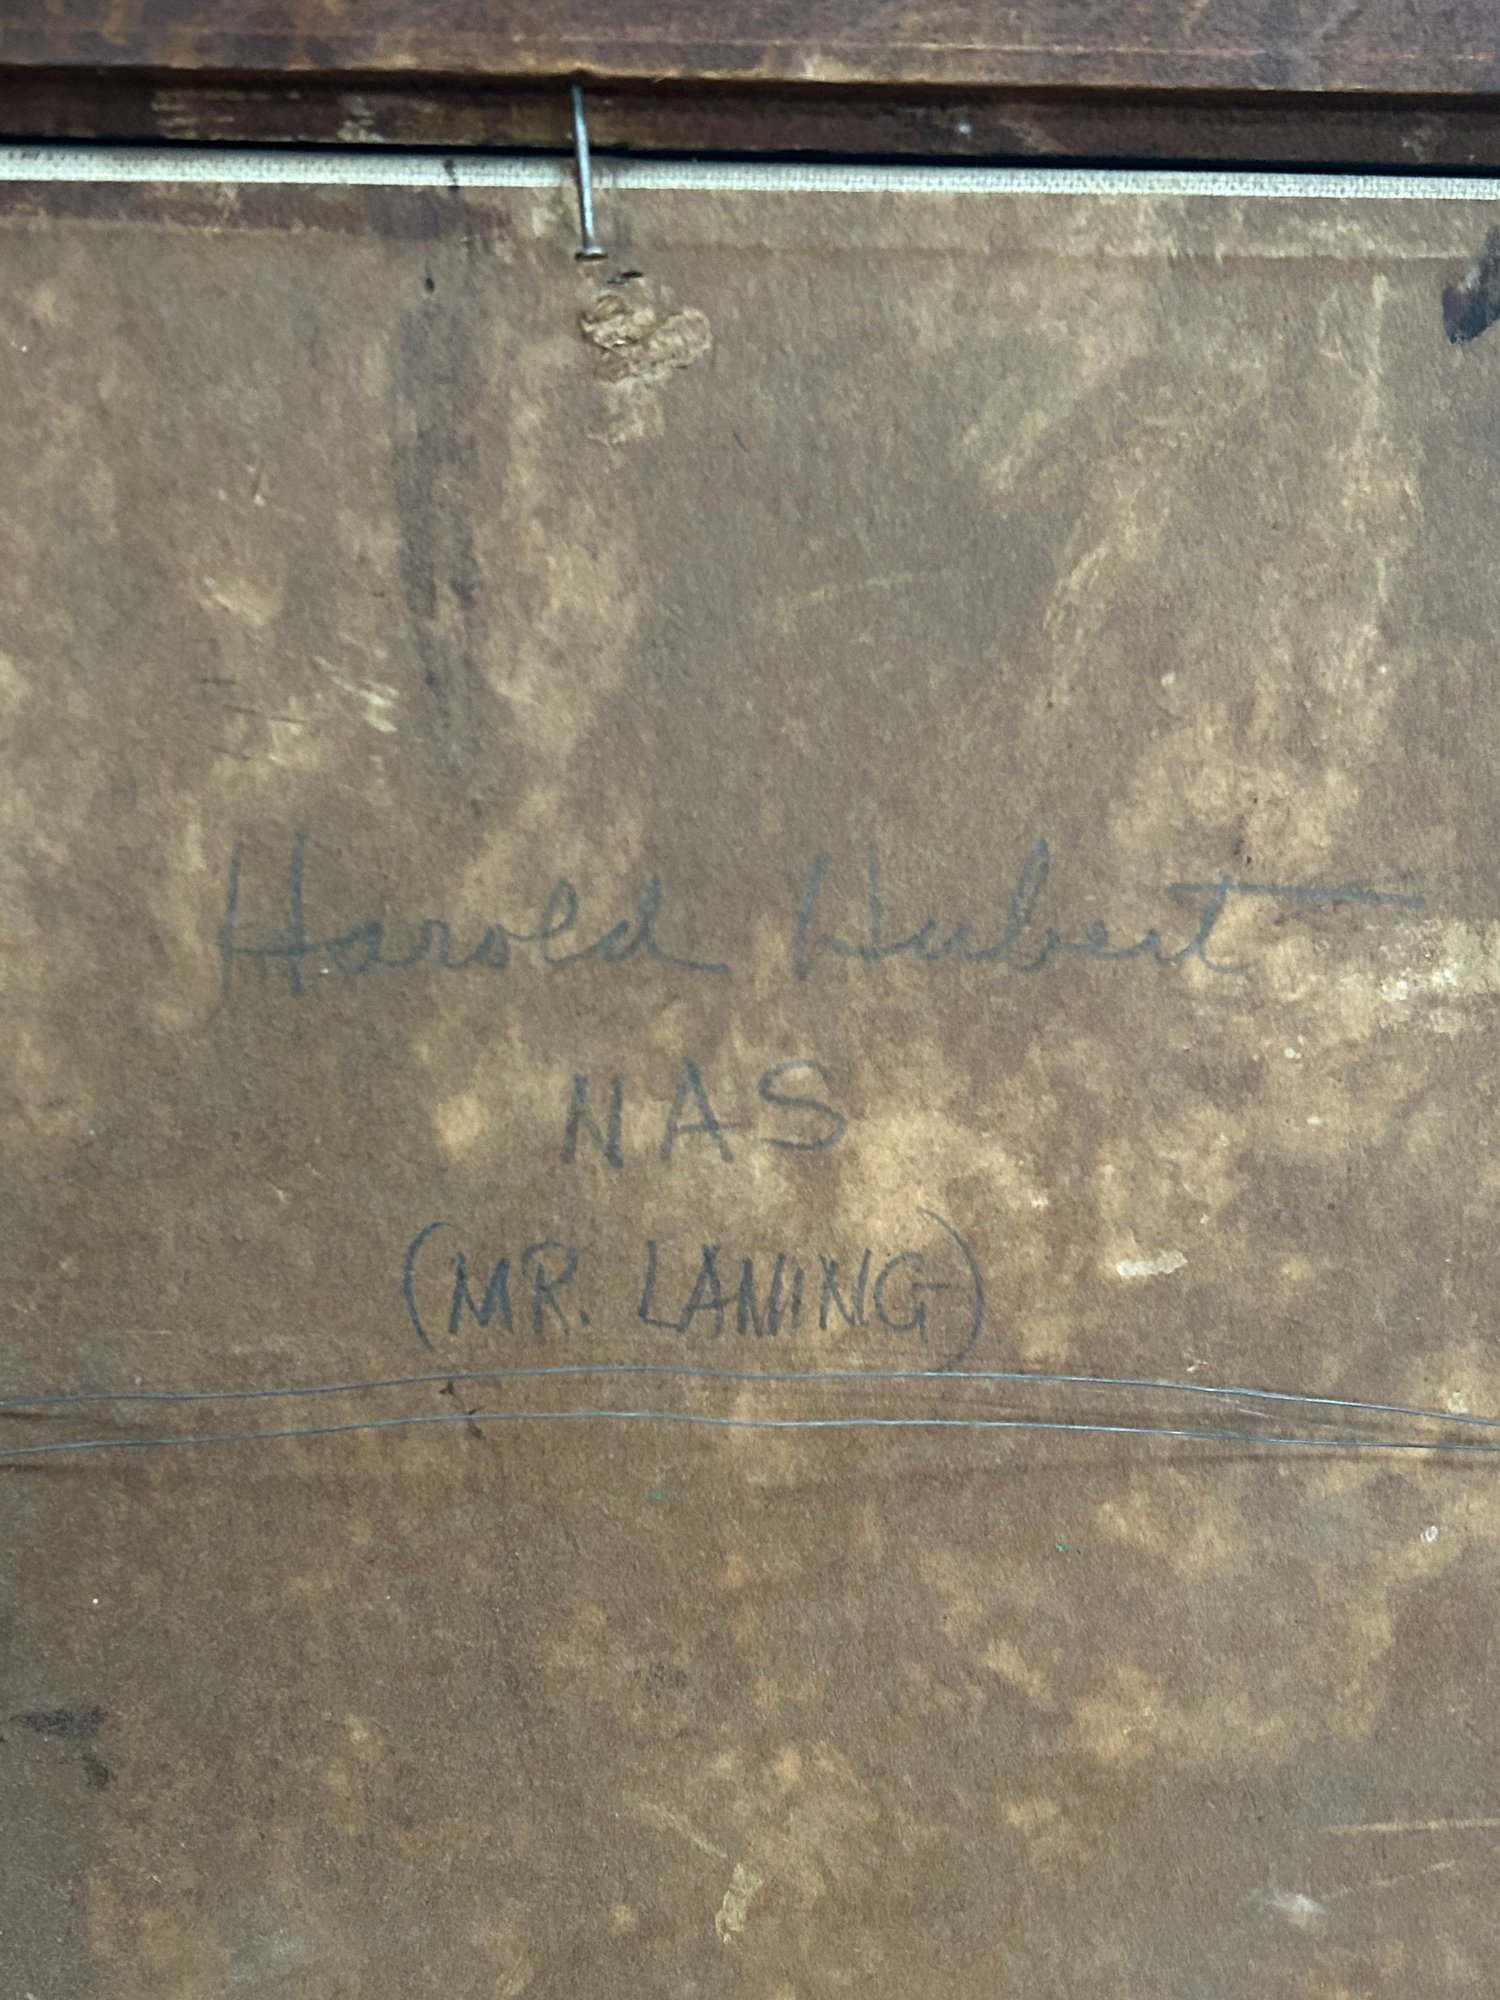 Harold Hubert
NAS
(MR. LANING)